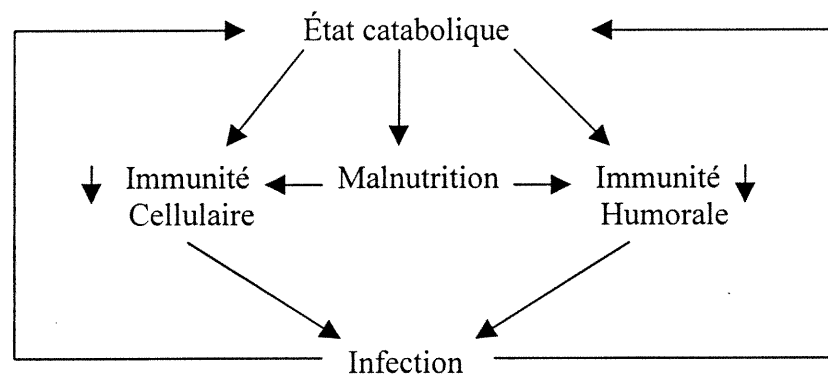 État catabolique
Immunité Malnutrition Immunité
Cellulaire Humorale
Infection